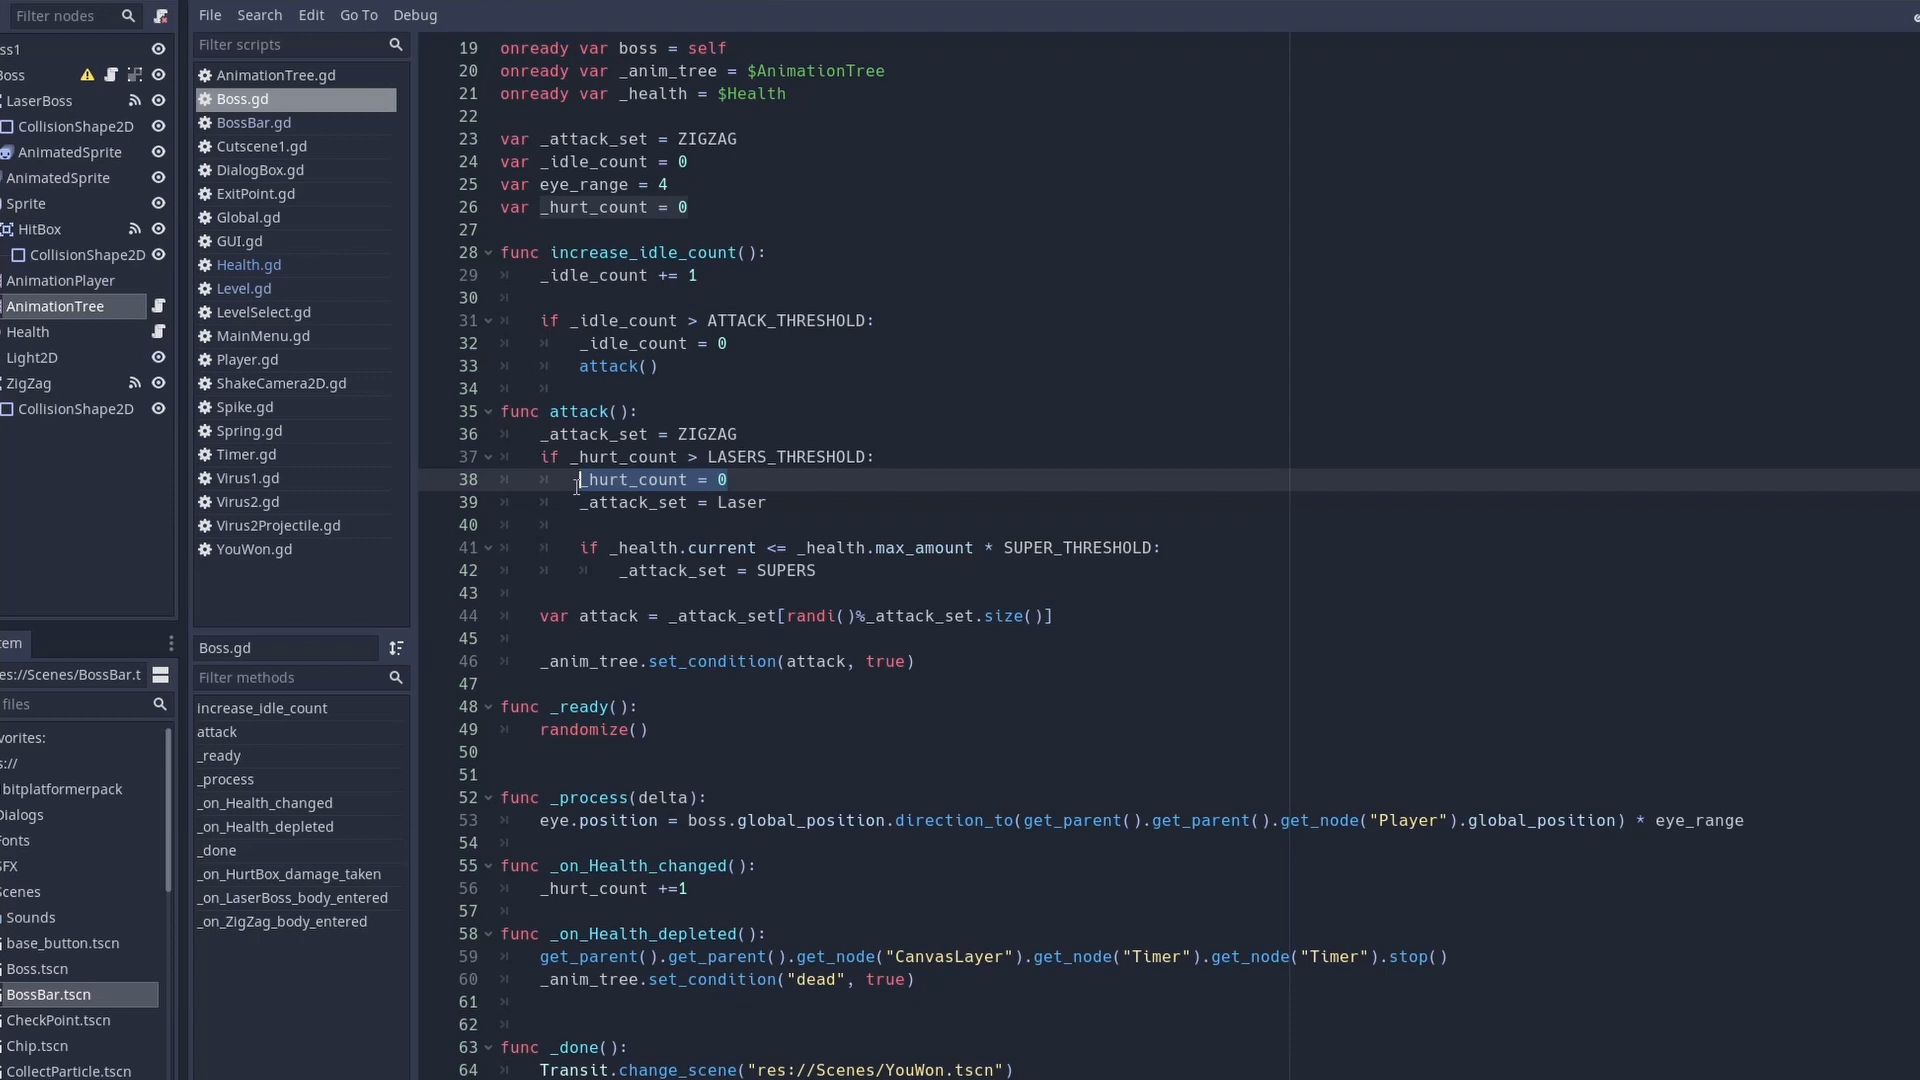 Filter nodes
ss1
Boss
LaserBoss
CollisionShape2D
AnimatedSprite
AnimatedSprite
Sprite
HitBox
CollisionShape2D
AnimationPlayer
AnimationTree
Health
Light2D
ZigZag
CollisionShape2D
tem
es://Scenes/BossBar.t
files
vorites:
s://
bitplatformerpack
Dialogs
Fonts
SFX
Scenes
Sounds
base_button.tscn
Boss.tscn
BossBar.tscn
CheckPoint.tscn
Chip.tscn
CollectParticle.tscn
File Search Edit Go To Debug
Filter scripts
AnimationTree.gd
Boss.gd
BossBar.gd
Cutscene1.gd
DialogBox.gd
ExitPoint.gd
Global.gd
GUI.gd
Health.gd
Level.gd
LevelSelect.gd
MainMenu.gd
Player.gd
ShakeCamera2D.gd
Spike.gd
Spring.gd
Timer.gd
Virus1.gd
Virus2.gd
Virus2Projectile.gd
YouWon.gd
Boss.gd
Filter methods
increase_idle_count
attack
_ready
_process
_on_Health_changed
_on_Health_depleted
_done
_on_HurtBox_damage_taken
_on_LaserBoss_body_entered
_on_ZigZag_body_entered
19 onready var boss = self
20 onready var _anim_tree = $AnimationTree
21 onready var _health = $Health
22
23 var _attack_set = ZIGZAG
24 var _idle_count = 0
25 var eye_range = 4
26 var _hurt_count = 0
27
28 func increase_idle_count():
29 _idle_count += 1
30
31 if _idle_count > ATTACK_THRESHOLD:
32 _idle_count = 0
33 attack()
34
35 func attack():
36 _attack_set = ZIGZAG
37 if _hurt_count > LASERS_THRESHOLD:
38 _hurt_count = 0
39 _attack_set = Laser
40
41 if _health.current <= _health.max_amount * SUPER_THRESHOLD:
42 _attack_set = SUPERS
43
44 var attack = _attack_set[randi()%_attack_set.size()]
45
46 _anim_tree.set_condition(attack, true)
47
48 func _ready():
49 randomize()
50
51
52 func _process(delta):
53 eye.position = boss.global_position.direction_to(get_parent().get_parent().get_node("Player").global_position) * eye_range
54
55 func _on_Health_changed():
56 _hurt_count +=1
57
58 func _on_Health_depleted():
59 get_parent().get_parent().get_node("CanvasLayer").get_node("Timer").get_node("Timer").stop()
60 _anim_tree.set_condition("dead", true)
61
62
63 func _done():
64 Transit.change_scene("res://Scenes/YouWon.tscn")